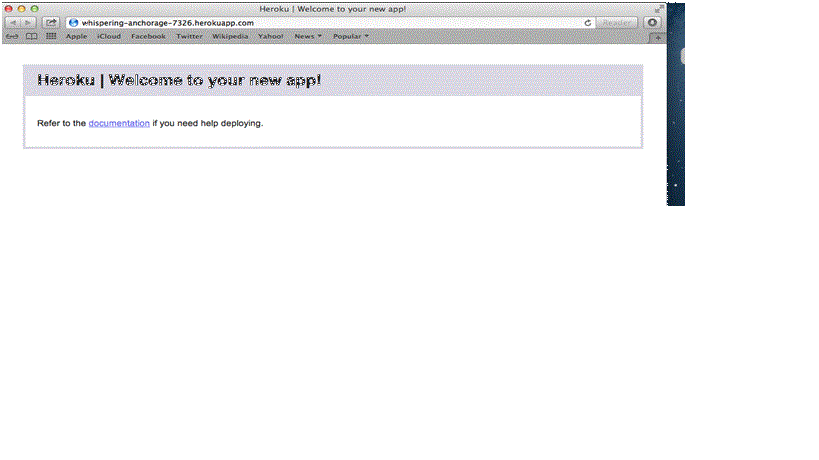 Heroku | Welcome to your new app!
whispering-anchorage-7326.herokuapp.com
Reader
Apple iCloud Facebook Twitter Wikipedia Yahoo! News Popular
Heroku | Welcome to your new app!
Refer to the documentation if you need help deploying.